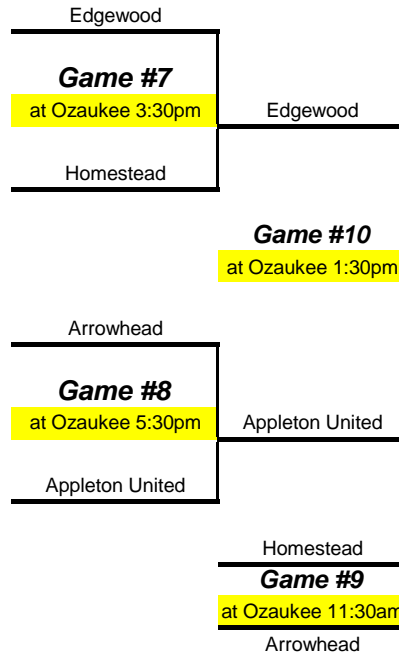 Edgewood
Game #7
at Ozaukee 3:30pm
Edgewood
Homestead
Game #10
at Ozaukee 1:30pm
Arrowhead
Game #8
at Ozaukee 5:30pm
Appleton United
Appleton United
Homestead
Game #9
at Ozaukee 11:30am
Arrowhead